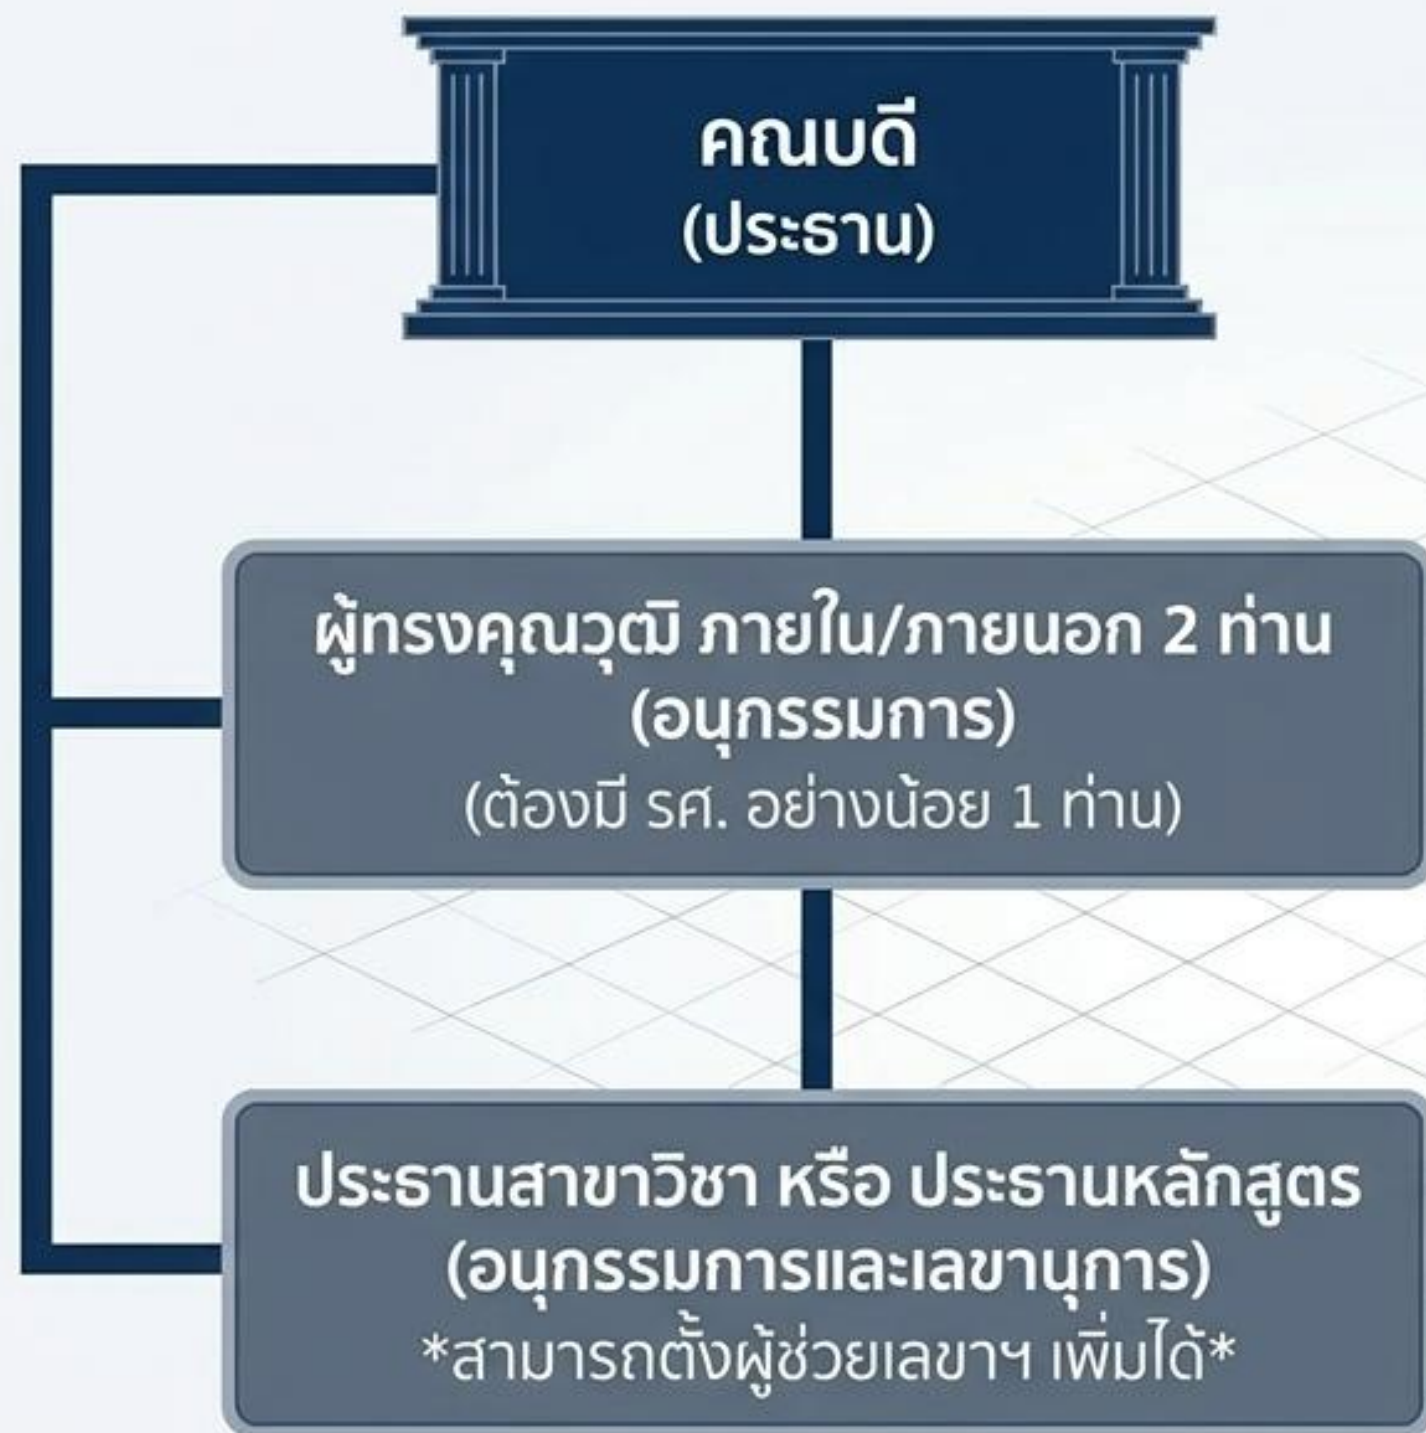 คณบดี
(ประธาน)
ผู้ทรงคุณวุฒิ ภายใน/ภายนอก 2 ท่าน
(อนุกรรมการ)
(ต้องมี รศ. อย่างน้อย 1 ท่าน)
ประธานสาขาวิชา หรือ ประธานหลักสูตร
(อนุกรรมการและเลขานุการ)
*สามารถตั้งผู้ช่วยเลขาฯ เพิ่มได้*